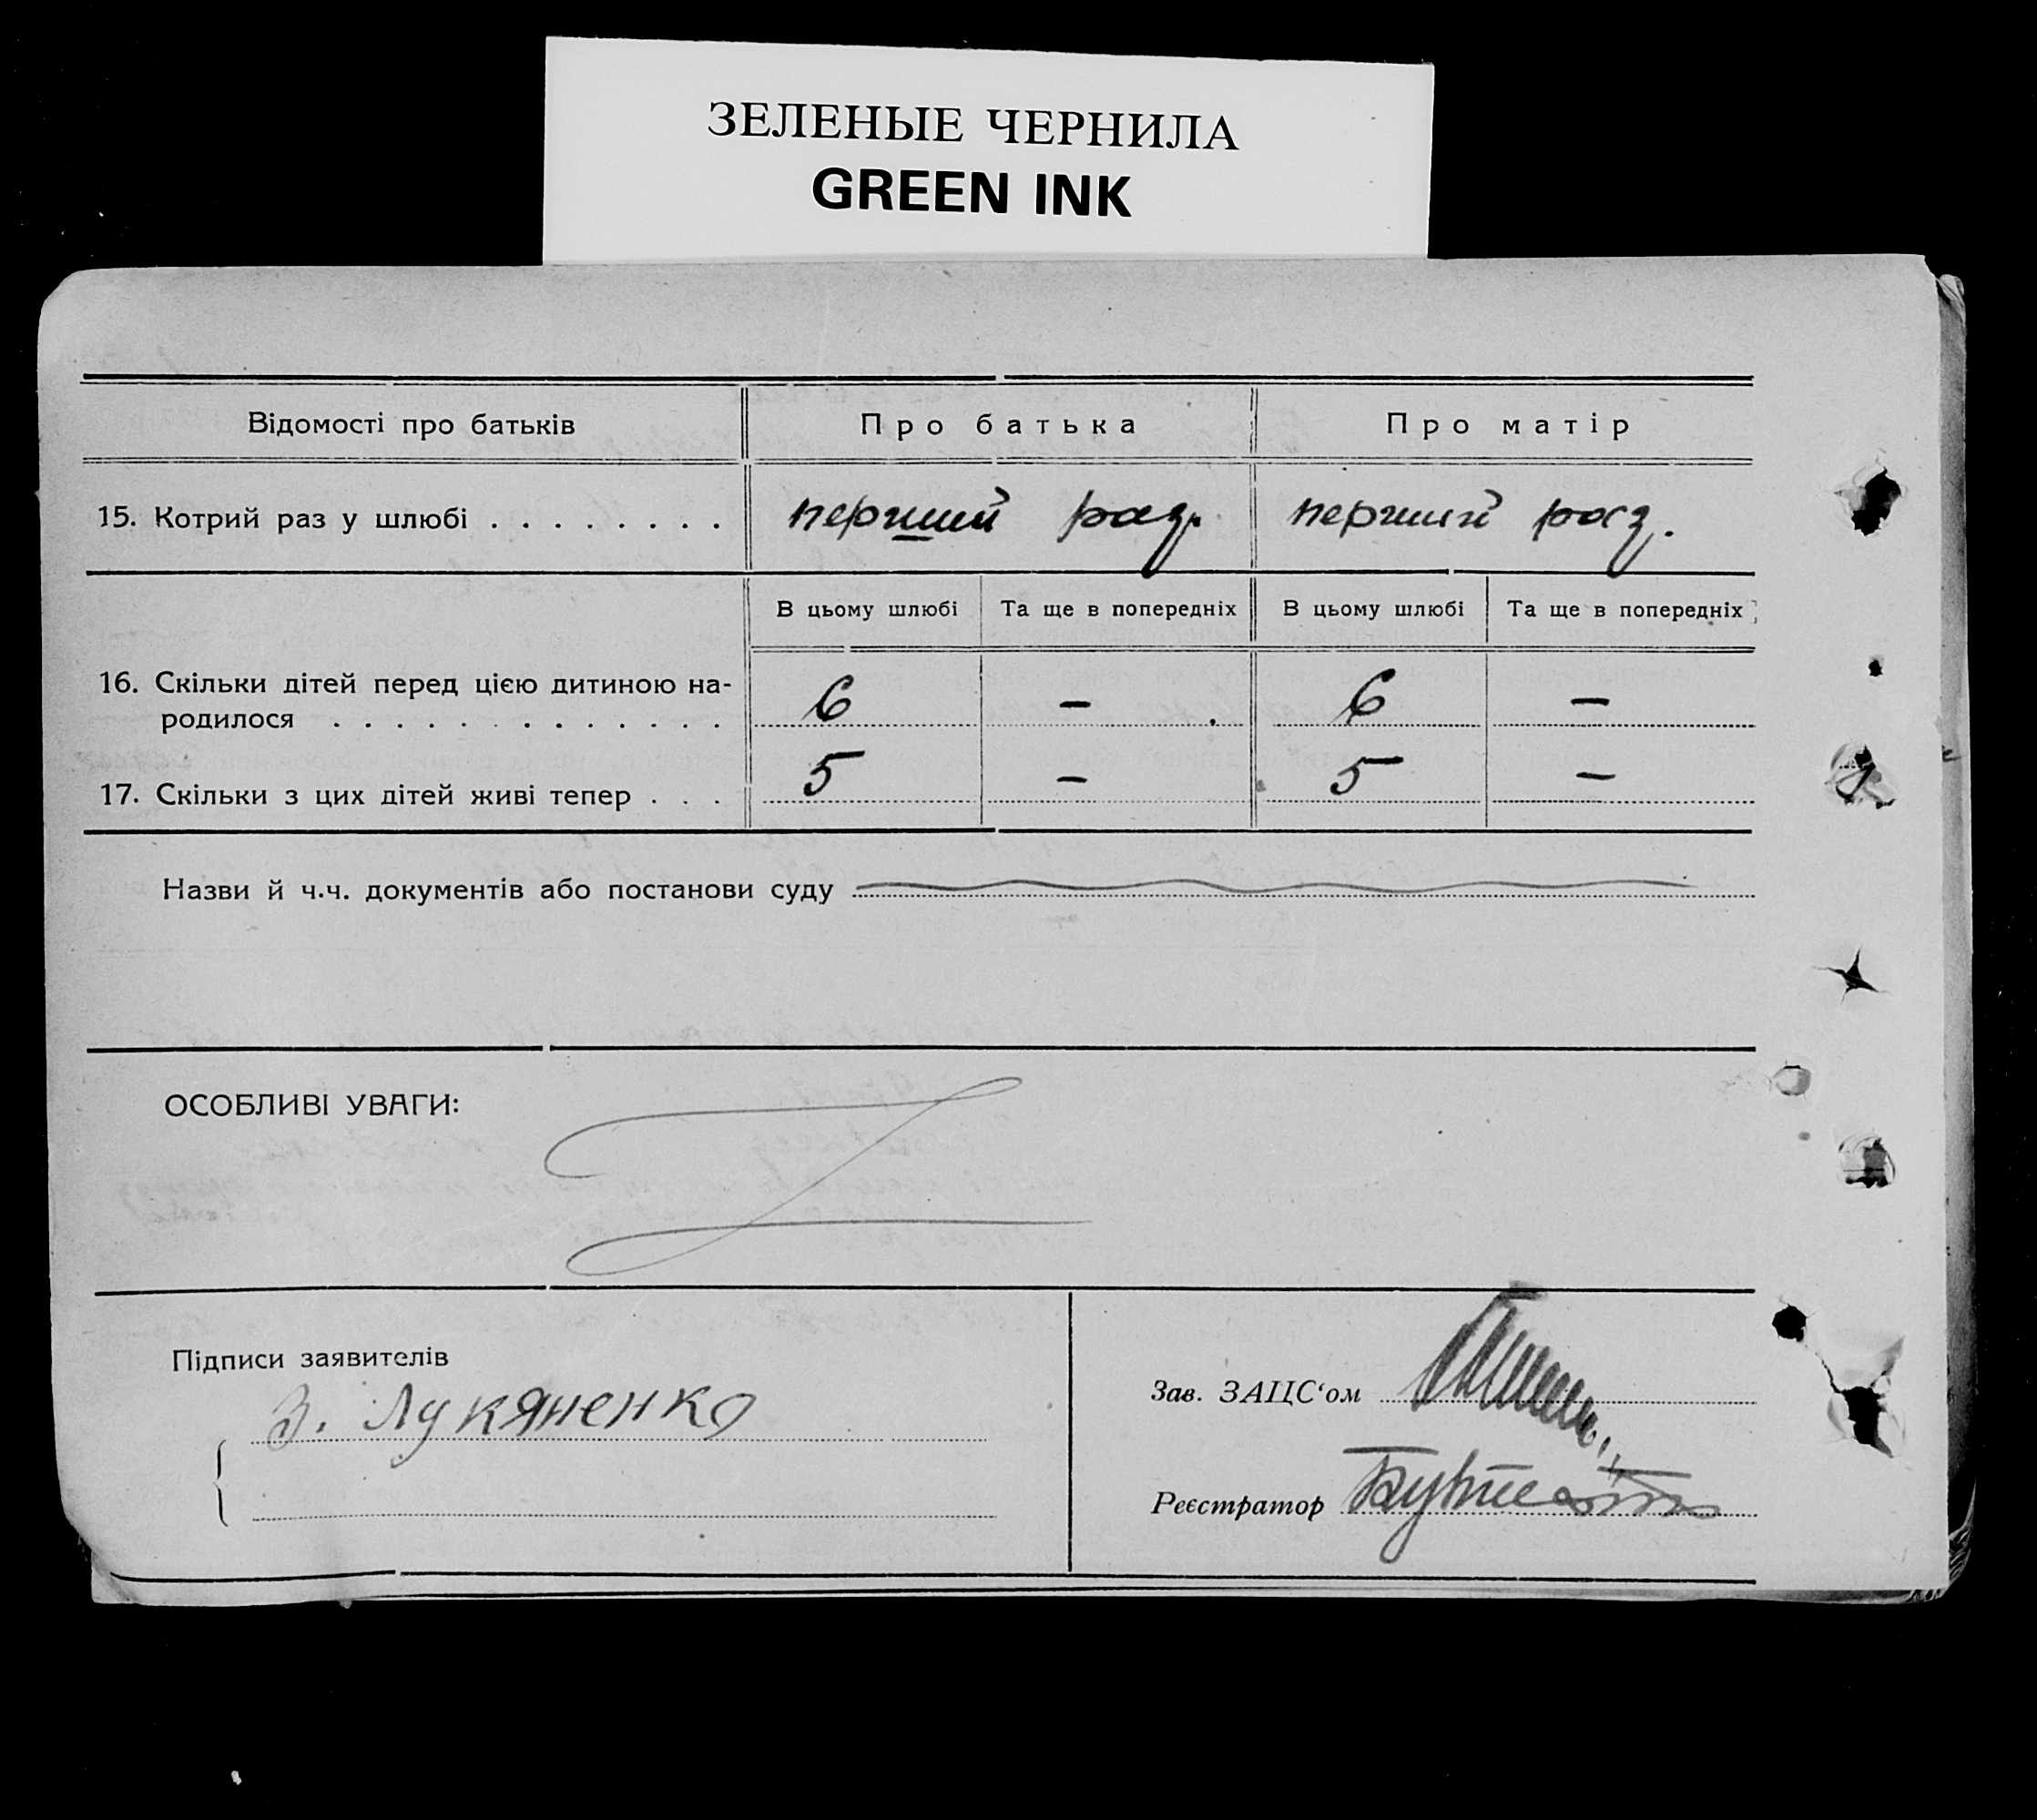 ЗЕЛЕНЫЕ ЧЕРНИЛА
GREEN INK
Відомості про батьків Про батька Про матір
15. Котрий раз у шлюбі . . . . . . . . перший раз. перший раз.
В цьому шлюбі Та ще в попередніх В цьому шлюбі Та ще в попередніх
16. Скільки дітей перед цією дитиною на-
родилося . . . . . . . . . . . . . 6 – 6 –
17. Скільки з цих дітей живі тепер . . . 5 – 5 –
Назви й ч.ч. документів або постанови суду
ОСОБЛИВІ УВАГИ:
Підписи заявителів
З. Лукяненко
Зав. ЗАЦС‘ом
Реєстратор